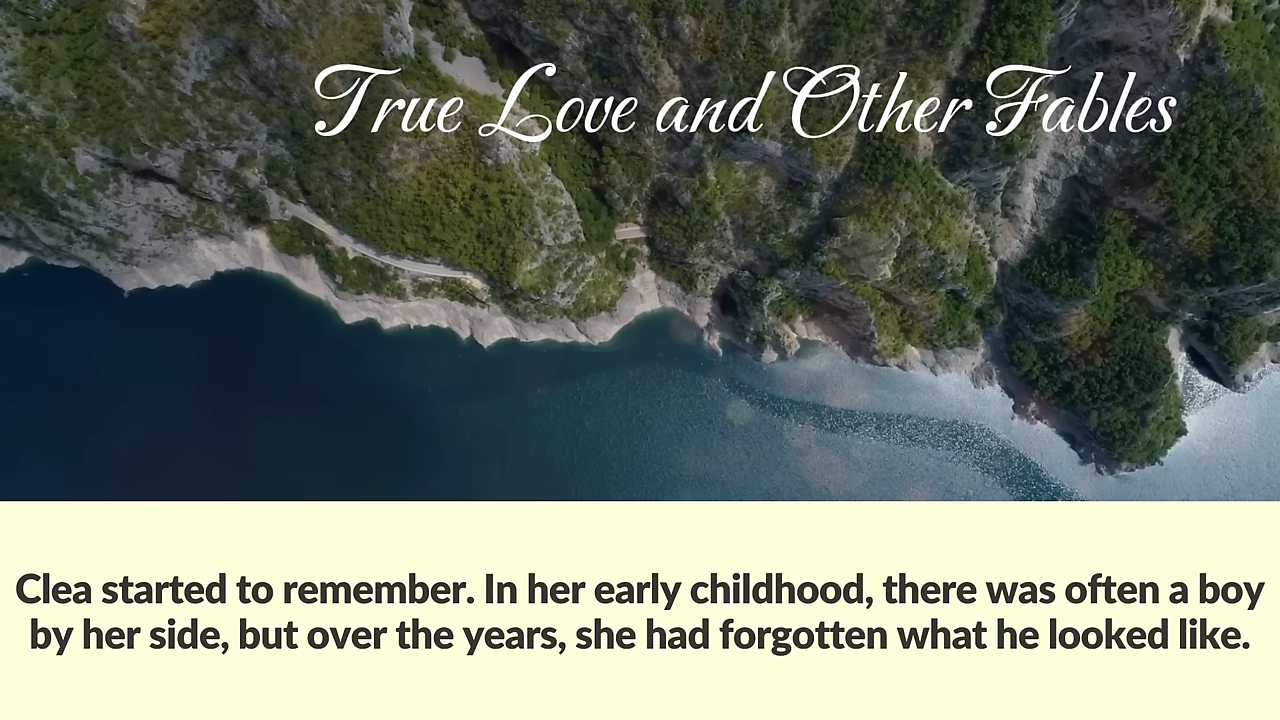 True Love and Other Fables
Clea started to remember. In her early childhood, there was often a boy
by her side, but over the years, she had forgotten what he looked like.